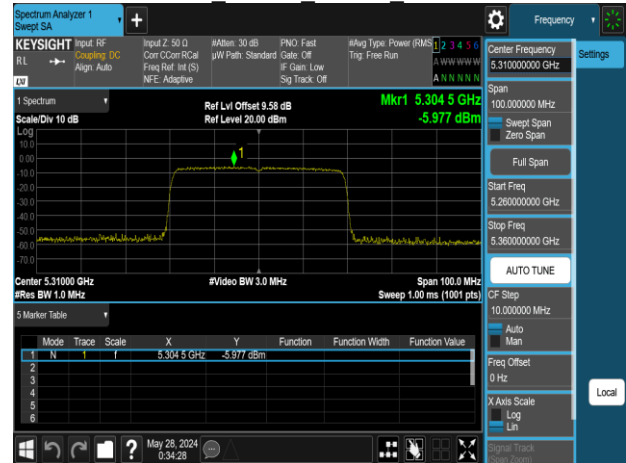 Spectrum Analyzer 1
Swept SA
Frequency
KEYSIGHT
RL
LXI
Input: RF
Coupling: DC
Align: Auto
Input Z: 50 Ω
Corr CCorr RCal
Freq Ref: Int (S)
NFE: Adaptive
#Atten: 30 dB
µW Path: Standard
PNO: Fast
Gate: Off
IF Gain: Low
Sig Track: Off
#Avg Type: Power (RMS
Trig: Free Run
1 2 3 4 5 6
A W W W W W
A N N N N N
1 Spectrum
Scale/Div 10 dB
Ref Lvl Offset 9.58 dB
Ref Level 20.00 dBm
Mkr1 5.304 5 GHz
-5.977 dBm
Log
10.0
0.00
-10.0
-20.0
-30.0
-40.0
-50.0
-60.0
-70.0
1
Center 5.31000 GHz
#Res BW 1.0 MHz
#Video BW 3.0 MHz
Span 100.0 MHz
Sweep 1.00 ms (1001 pts)
5 Marker Table
Mode Trace Scale X Y Function Function Width Function Value
1 N 1 f 5.304 5 GHz -5.977 dBm
2
3
4
5
6
May 28, 2024
0:34:28
Center Frequency
5.310000000 GHz
Settings
Span
100.000000 MHz
Swept Span
Zero Span
Full Span
Start Freq
5.260000000 GHz
Stop Freq
5.360000000 GHz
AUTO TUNE
CF Step
10.000000 MHz
Auto
Man
Freq Offset
0 Hz
X Axis Scale
Log
Lin
Local
Signal Track
(Span Zoom)